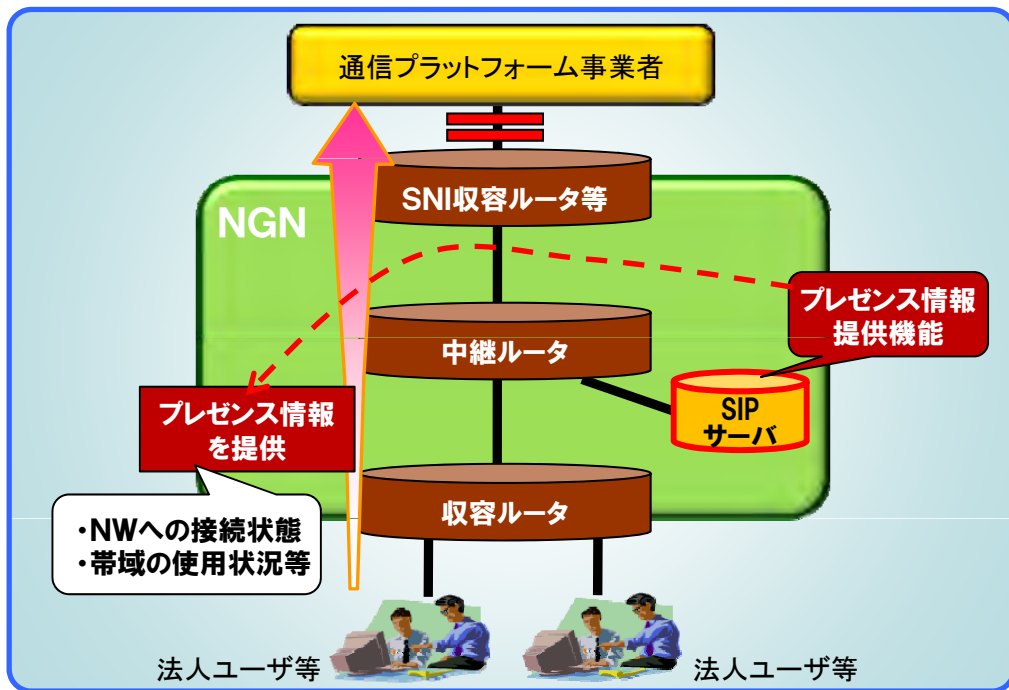 通信プラットフォーム事業者
SNI収容ルータ等
NGN
プレゼンス情報
提供機能
中継ルータ
プレゼンス情報
を提供
SIP
サーバ
収容ルータ
・NWへの接続状態
・帯域の使用状況等
法人ユーザ等
法人ユーザ等